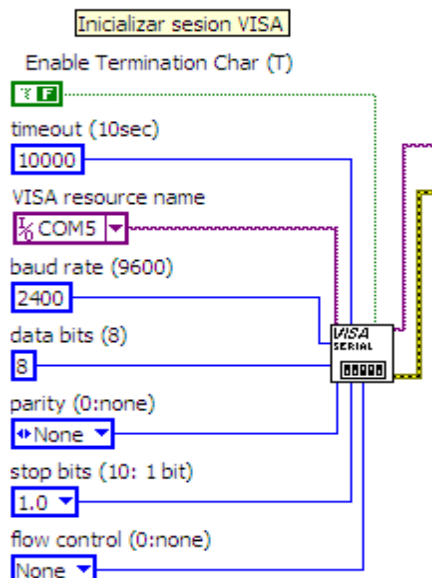 Inicializar sesion VISA
Enable Termination Char (T)
F
timeout (10sec)
10000
VISA resource name
I/O COM5
baud rate (9600)
2400
VISA
SERIAL
data bits (8)
8
parity (0:none)
None
stop bits (10: 1 bit)
1.0
flow control (0:none)
None